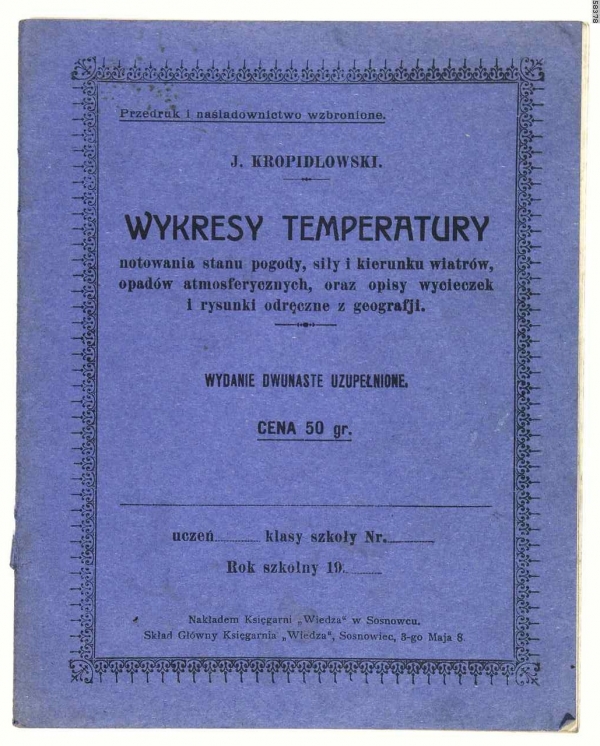 58378
Przedruk i naśladownictwo wzbronione.
J. KROPIDŁOWSKI.
WYKRESY TEMPERATURY
notowania stanu pogody, siły i kierunku wiatrów,
opadów atmosferycznych, oraz opisy wycieczek
i rysunki odręczne z geografji.
WYDANIE DWUNASTE UZUPEŁNIONE.
CENA 50 gr.
uczeń klasy szkoły Nr.
Rok szkolny 19
Nakładem Księgarni „Wiedza“ w Sosnowcu.
Skład Główny Księgarnia „Wiedza“, Sosnowiec, 3-go Maja 8.